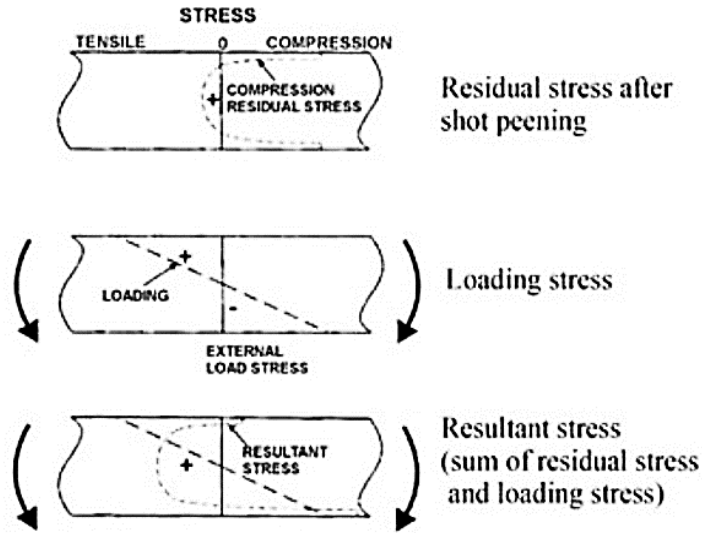 STRESS
TENSILE 0 COMPRESSION
COMPRESSION
RESIDUAL STRESS
+
Residual stress after
shot peening
+
LOADING
-
Loading stress
EXTERNAL
LOAD STRESS
RESULTANT
STRESS
+
Resultant stress
(sum of residual stress
and loading stress)